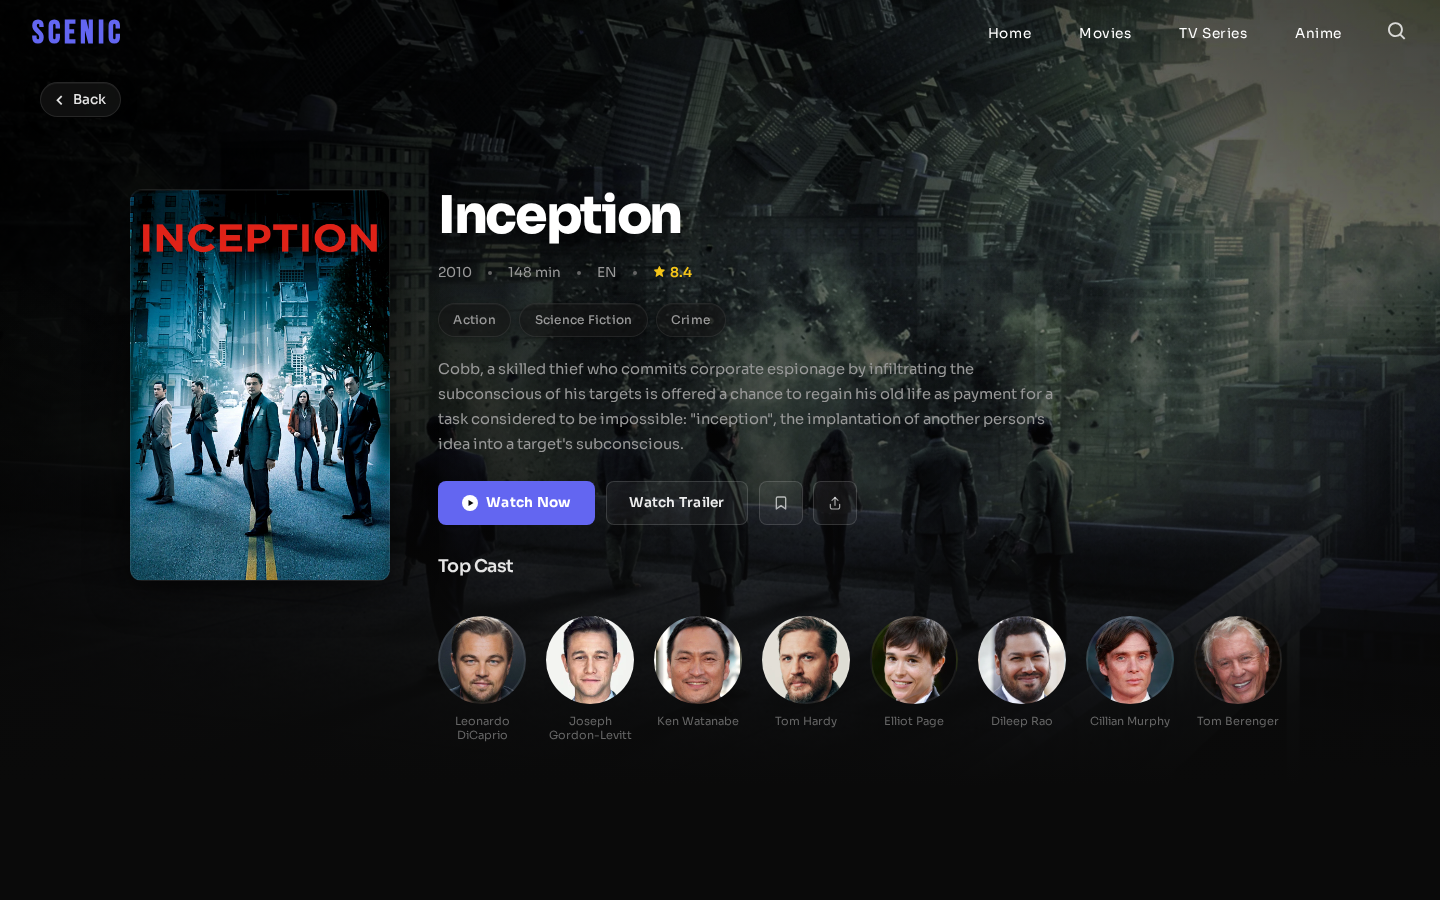 SCENIC
Home
Movies
TV Series
Anime
Back
INCEPTION
Inception
2010 • 148 min • EN • ★ 8.4
Action
Science Fiction
Crime
Cobb, a skilled thief who commits corporate espionage by infiltrating the
subconscious of his targets is offered a chance to regain his old life as payment for a
task considered to be impossible: "inception", the implantation of another person's
idea into a target's subconscious.
Watch Now
Watch Trailer
Top Cast
Leonardo
DiCaprio
Joseph
Gordon-Levitt
Ken Watanabe
Tom Hardy
Elliot Page
Dileep Rao
Cillian Murphy
Tom Berenger